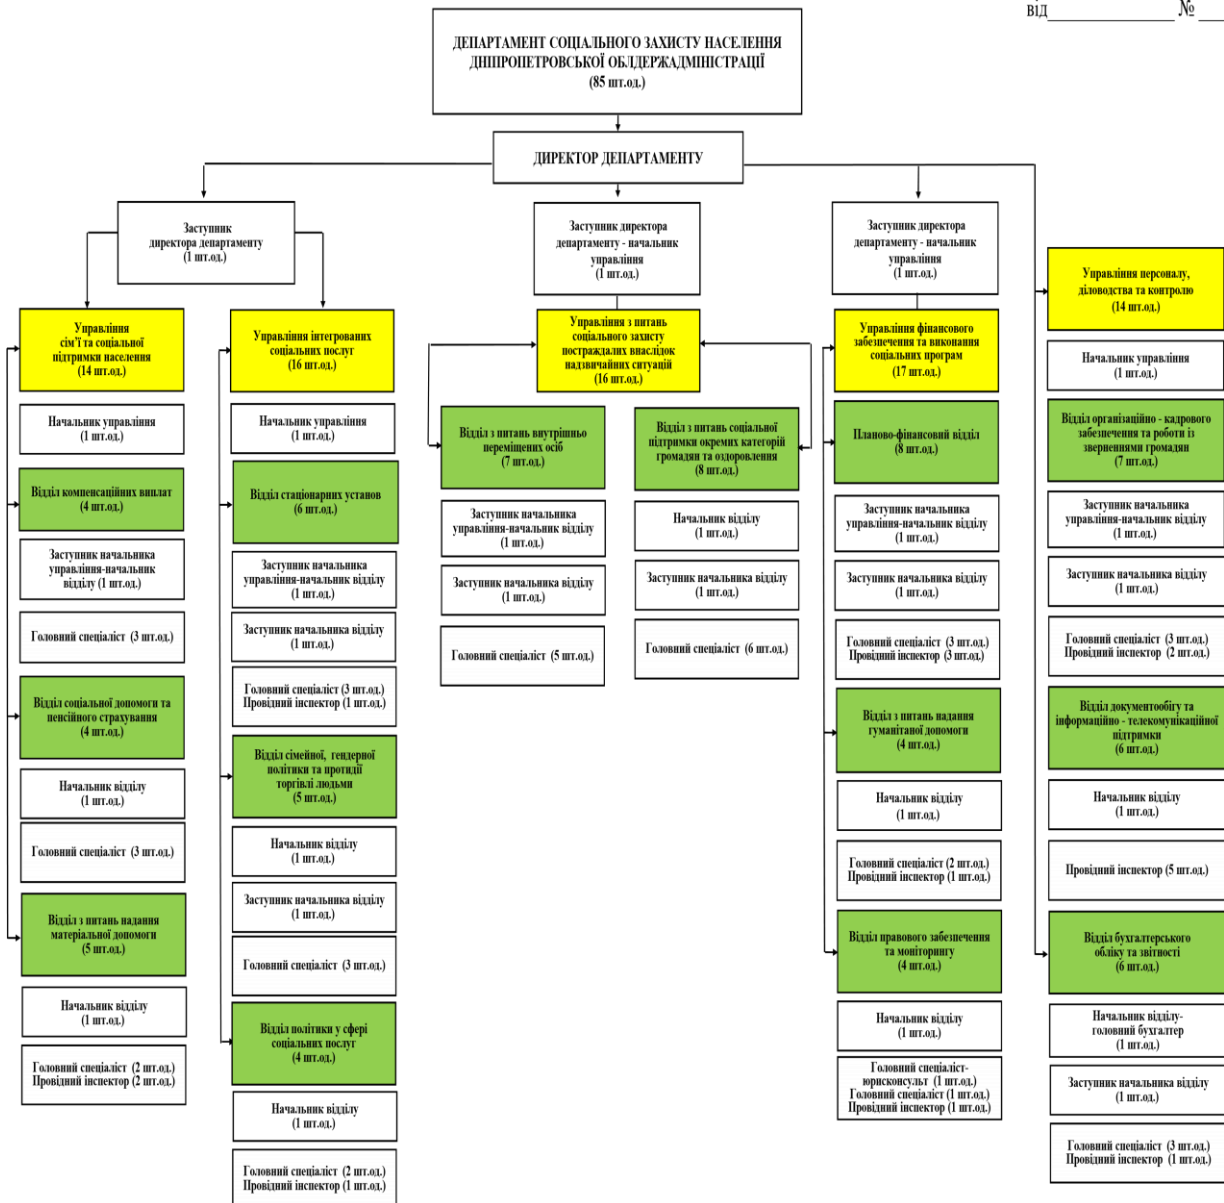 від____________ № ___
ДЕПАРТАМЕНТ СОЦІАЛЬНОГО ЗАХИСТУ НАСЕЛЕННЯ
ДНІПРОПЕТРОВСЬКОЇ ОБЛДЕРЖАДМІНІСТРАЦІЇ
(85 шт.од.)
ДИРЕКТОР ДЕПАРТАМЕНТУ
Заступник
директора департаменту
(1 шт.од.)
Управління
сім'ї та соціальної
підтримки населення
(14 шт.од.)
Начальник управління
(1 шт.од.)
Відділ компенсаційних виплат
(4 шт.од.)
Заступник начальника
управління-начальник
відділу (1 шт.од.)
Головний спеціаліст (3 шт.од.)
Відділ соціальної допомоги та
пенсійного страхування
(4 шт.од.)
Начальник відділу
(1 шт.од.)
Головний спеціаліст (3 шт.од.)
Відділ з питань надання
матеріальної допомоги
(5 шт.од.)
Начальник відділу
(1 шт.од.)
Головний спеціаліст (2 шт.од.)
Провідний інспектор (2 шт.од.)
Управління інтегрованих
соціальних послуг
(16 шт.од.)
Начальник управління
(1 шт.од.)
Відділ стаціонарних установ
(6 шт.од.)
Заступник начальника
управління-начальник відділу
(1 шт.од.)
Заступник начальника відділу
(1 шт.од.)
Головний спеціаліст (3 шт.од.)
Провідний інспектор (1 шт.од.)
Відділ сімейної, гендерної
політики та протидії
торгівлі людьми
(5 шт.од.)
Начальник відділу
(1 шт.од.)
Заступник начальника відділу
(1 шт.од.)
Головний спеціаліст (3 шт.од.)
Відділ політики у сфері
соціальних послуг
(4 шт.од.)
Начальник відділу
(1 шт.од.)
Головний спеціаліст (2 шт.од.)
Провідний інспектор (1 шт.од.)
Заступник директора
департаменту - начальник
управління
(1 шт.од.)
Управління з питань
соціального захисту
постраждалих внаслідок
надзвичайних ситуацій
(16 шт.од.)
Відділ з питань внутрішньо
переміщених осіб
(7 шт.од.)
Заступник начальника
управління-начальник відділу
(1 шт.од.)
Заступник начальника відділу
(1 шт.од.)
Головний спеціаліст (5 шт.од.)
Відділ з питань соціальної
підтримки окремих категорій
громадян та оздоровлення
(8 шт.од.)
Начальник відділу
(1 шт.од.)
Заступник начальника відділу
(1 шт.од.)
Головний спеціаліст (6 шт.од.)
Заступник директора
департаменту - начальник
управління
(1 шт.од.)
Управління фінансового
забезпечення та виконання
соціальних програм
(17 шт.од.)
Планово-фінансовий відділ
(8 шт.од.)
Заступник начальника
управління-начальник відділу
(1 шт.од.)
Заступник начальника відділу
(1 шт.од.)
Головний спеціаліст (3 шт.од.)
Провідний інспектор (3 шт.од.)
Відділ з питань надання
гуманітаної допомоги
(4 шт.од.)
Начальник відділу
(1 шт.од.)
Головний спеціаліст (2 шт.од.)
Провідний інспектор (1 шт.од.)
Відділ правового забезпечення
та моніторингу
(4 шт.од.)
Начальник відділу
(1 шт.од.)
Головний спеціаліст-
юрисконсульт (1 шт.од.)
Головний спеціаліст (1 шт.од.)
Провідний інспектор (1 шт.од.)
Управління персоналу,
діловодства та контролю
(14 шт.од.)
Начальник управління
(1 шт.од.)
Відділ організаційно - кадрового
забезпечення та роботи із
зверненнями громадян
(7 шт.од.)
Заступник начальника
управління-начальник відділу
(1 шт.од.)
Заступник начальника відділу
(1 шт.од.)
Головний спеціаліст (3 шт.од.)
Провідний інспектор (2 шт.од.)
Відділ документообігу та
інформаційно - телекомунікаційної
підтримки
(6 шт.од.)
Начальник відділу
(1 шт.од.)
Провідний інспектор (5 шт.од.)
Відділ бухгалтерського
обліку та звітності
(6 шт.од.)
Начальник відділу-
головний бухгалтер
(1 шт.од.)
Заступник начальника відділу
(1 шт.од.)
Головний спеціаліст (3 шт.од.)
Провідний інспектор (1 шт.од.)